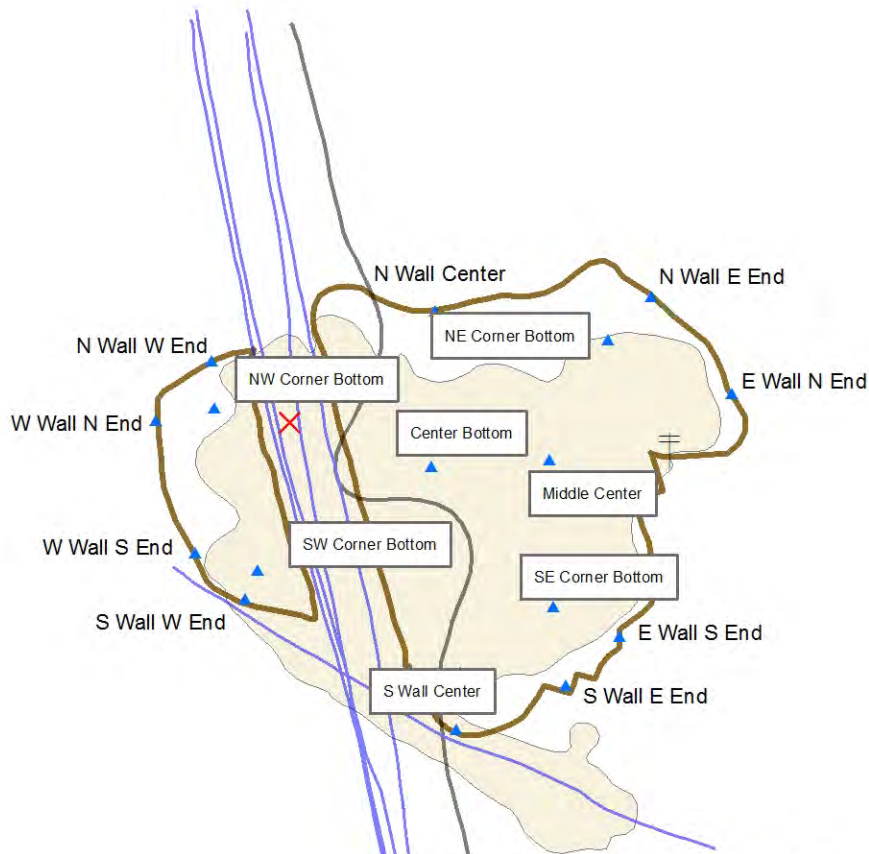 N Wall Center
N Wall E End
NE Corner Bottom
N Wall W End
NW Corner Bottom
E Wall N End
W Wall N End
Center Bottom
Middle Center
SW Corner Bottom
W Wall S End
SE Corner Bottom
S Wall W End
E Wall S End
S Wall Center
S Wall E End